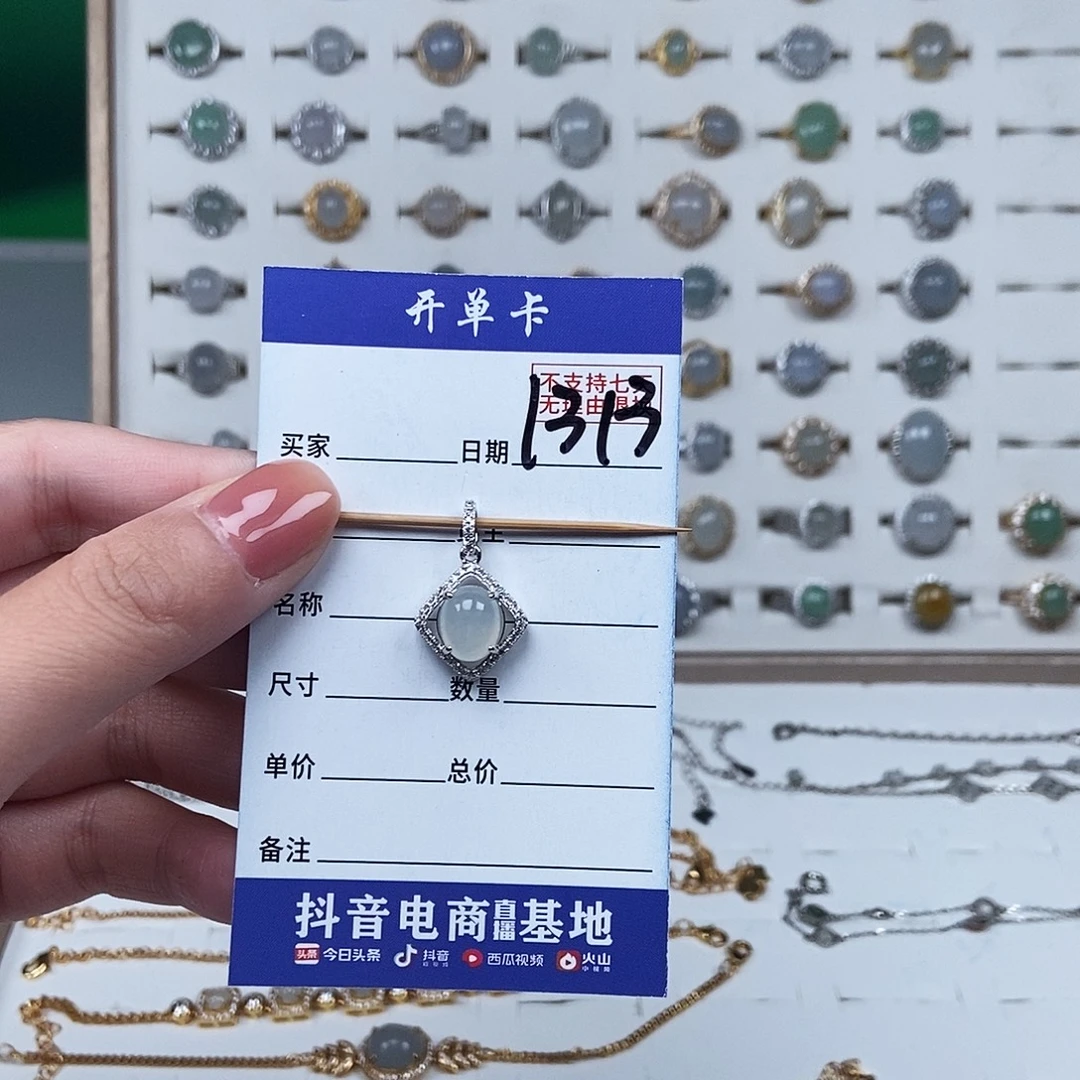 开单卡
不支持七天
无理由退
1313
买家 日期
名称
尺寸 数量
单价 总价
备注
抖音电商直播基地
头条 今日头条 抖音 西瓜视频 火山